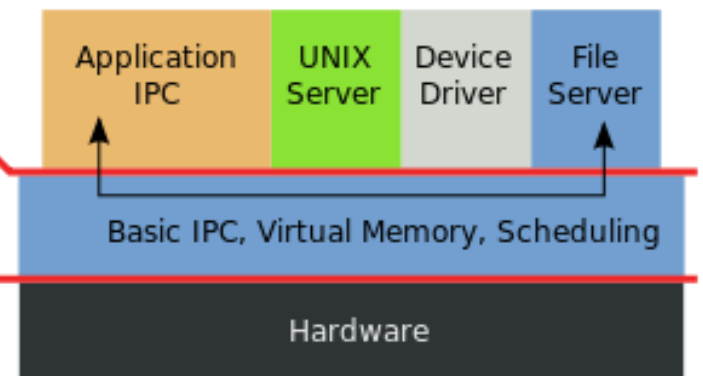 Application
IPC
UNIX
Server
Device
Driver
File
Server
Basic IPC, Virtual Memory, Scheduling
Hardware